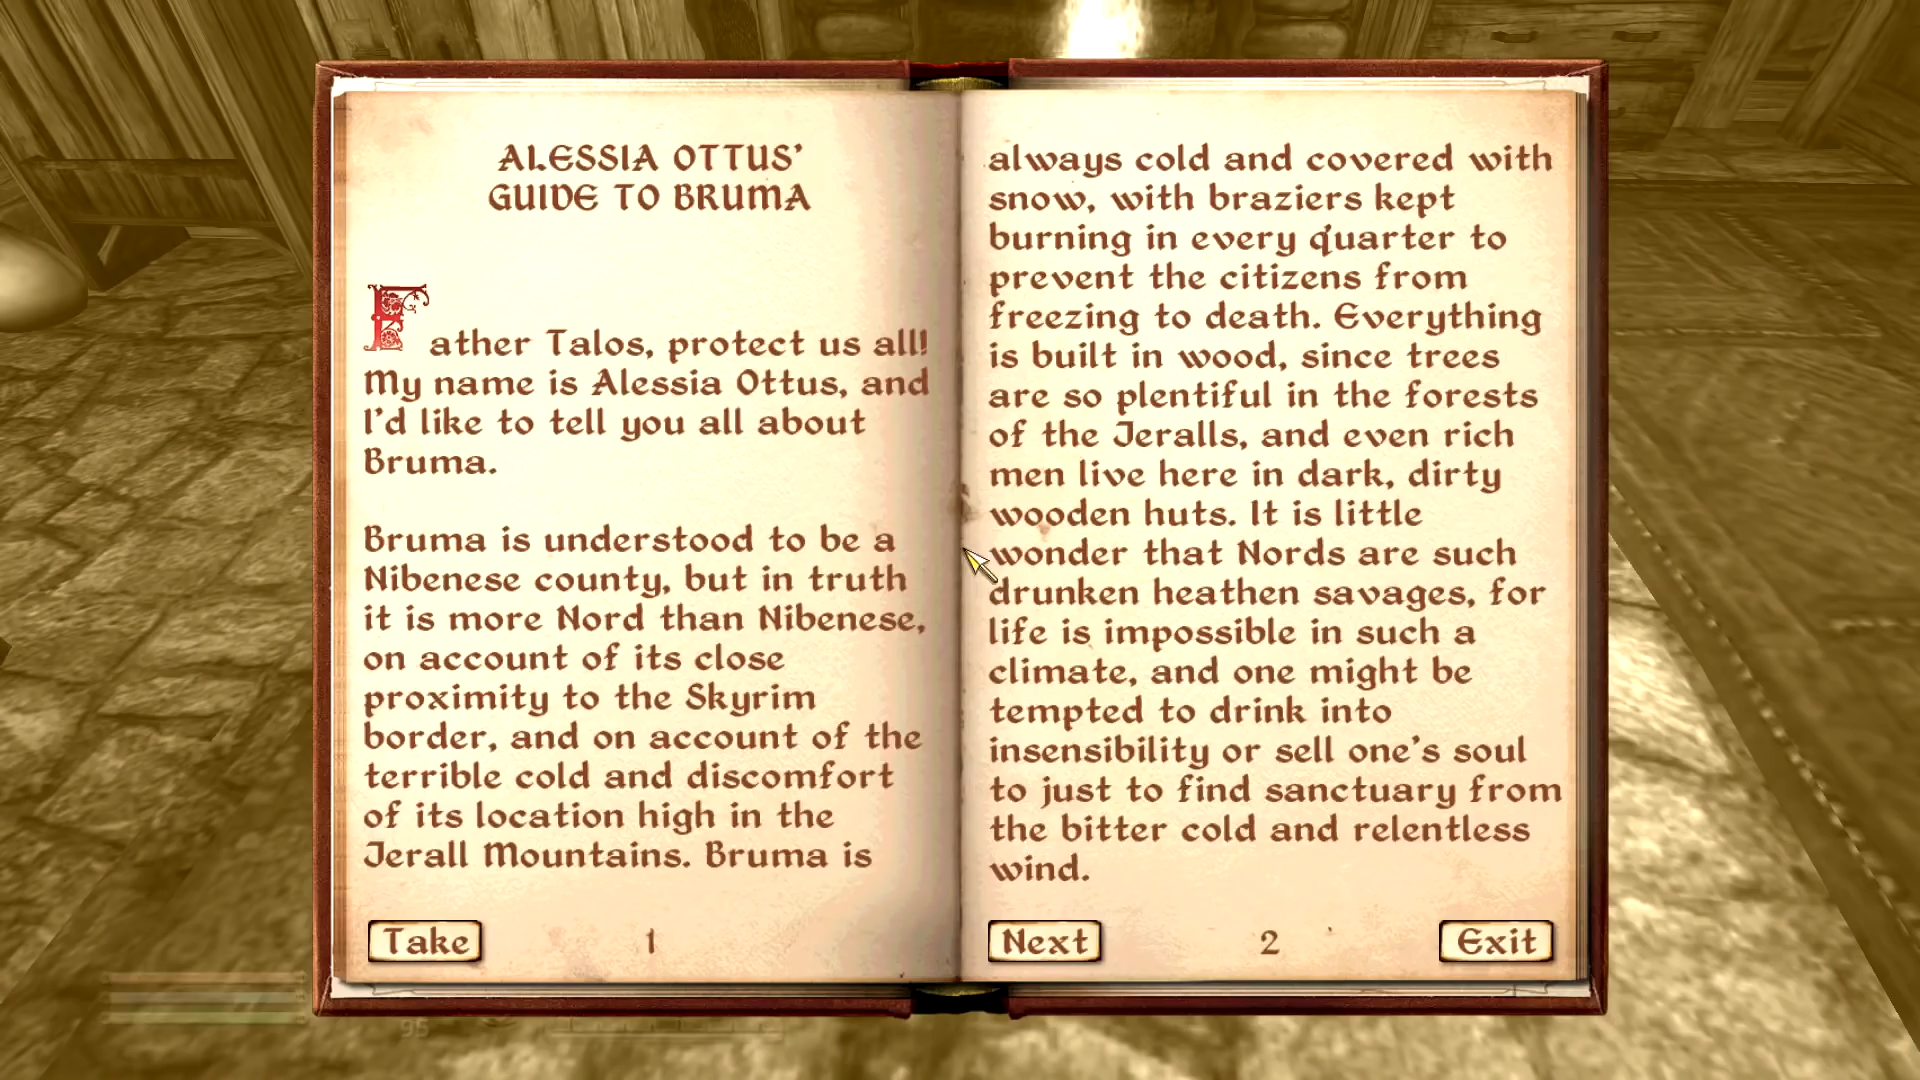 ALESSIA OTTUS'
GUIDE TO BRUMA
Father Talos, protect us all!
My name is Alessia Ottus, and
I'd like to tell you all about
Bruma.
Bruma is understood to be a
Nibenese county, but in truth
it is more Nord than Nibenese,
on account of its close
proximity to the Skyrim
border, and on account of the
terrible cold and discomfort
of its location high in the
Jerall Mountains. Bruma is
Take
1
always cold and covered with
snow, with braziers kept
burning in every quarter to
prevent the citizens from
freezing to death. Everything
is built in wood, since trees
are so plentiful in the forests
of the Jeralls, and even rich
men live here in dark, dirty
wooden huts. It is little
wonder that Nords are such
drunken heathen savages, for
life is impossible in such a
climate, and one might be
tempted to drink into
insensibility or sell one's soul
to just to find sanctuary from
the bitter cold and relentless
wind.
Next
2
Exit
95